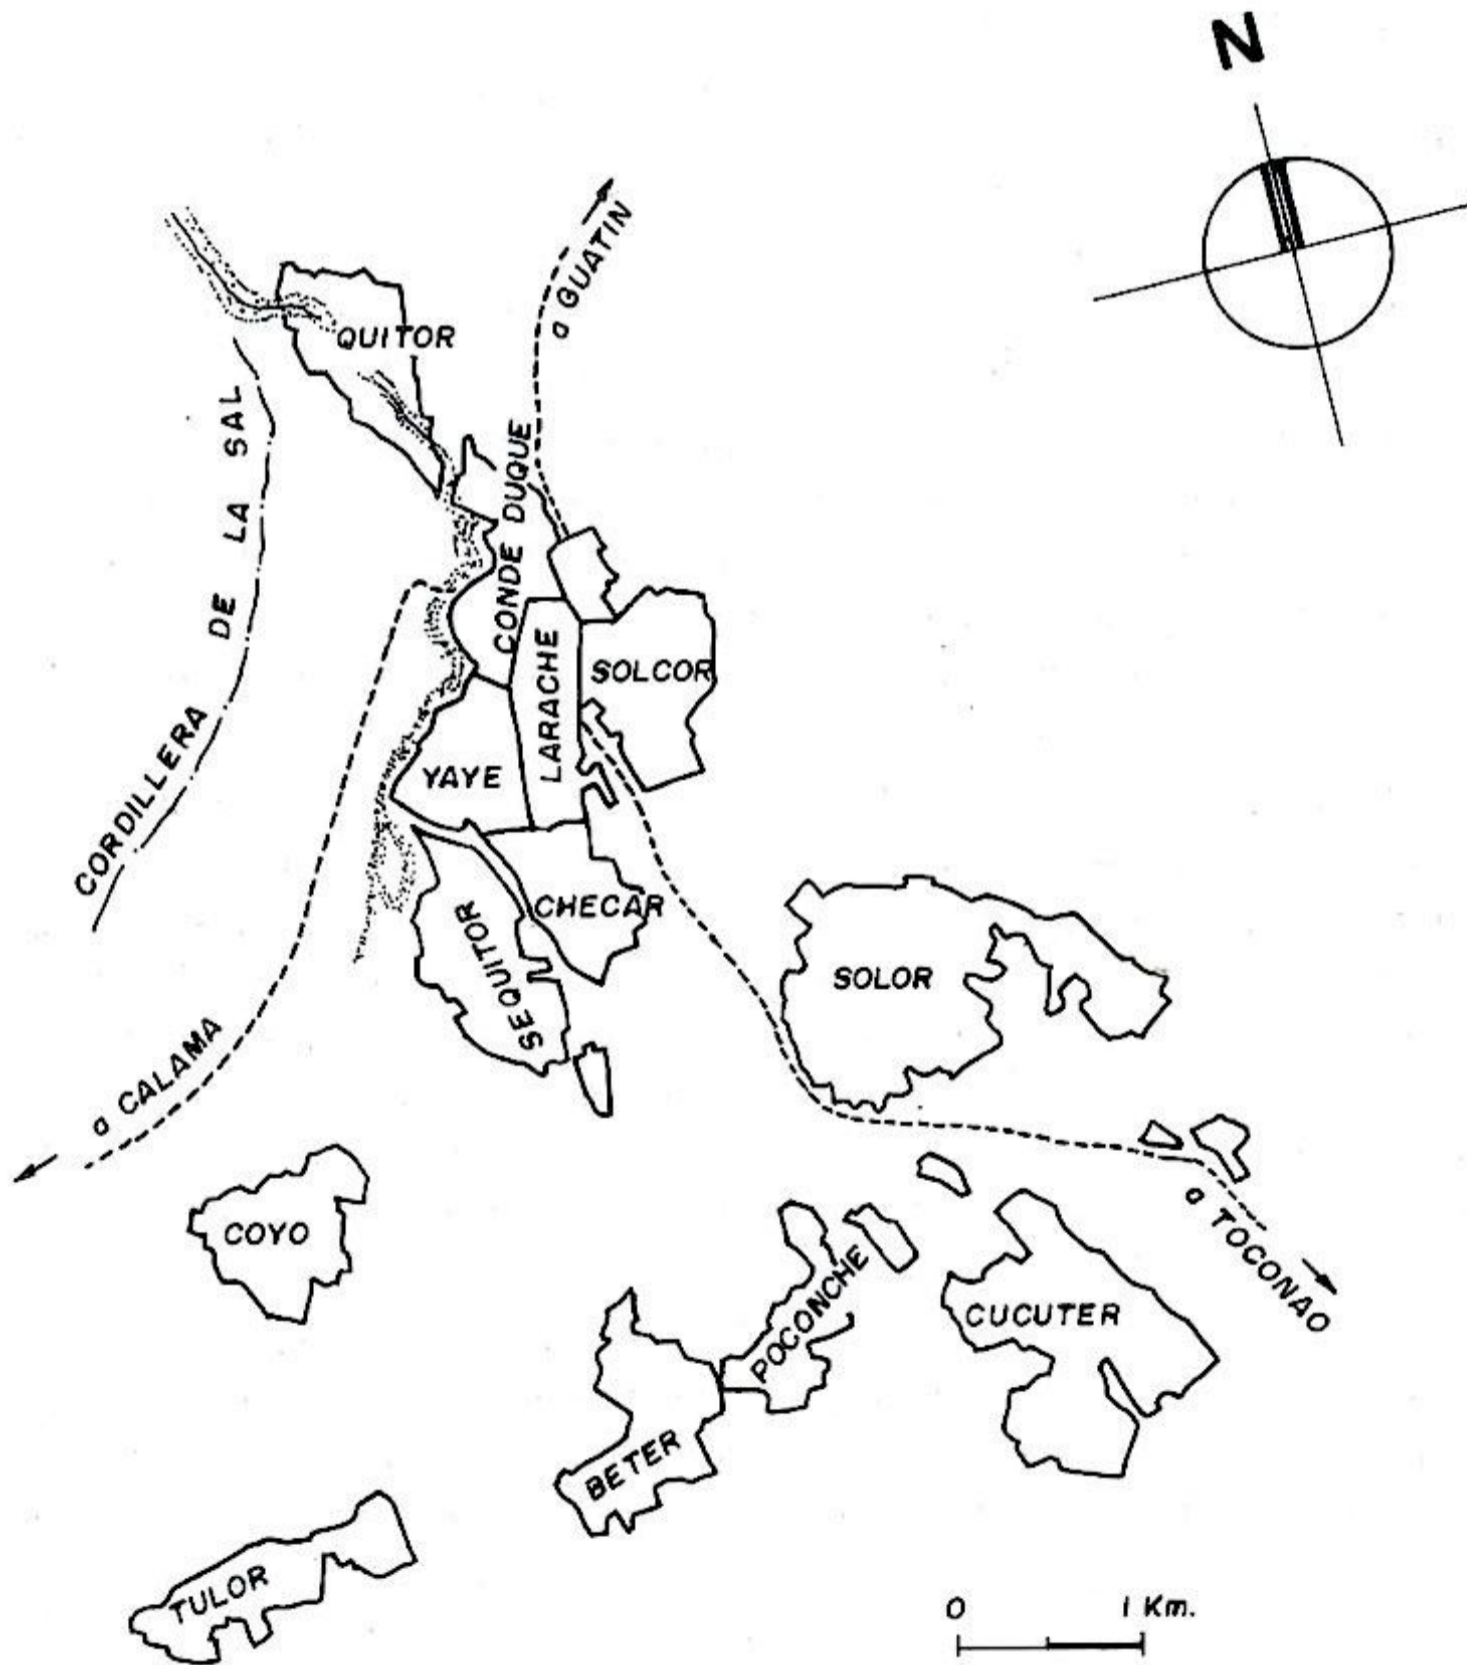 N
a GUATIN
QUITOR
CORDILLERA DE LA SAL
CONDE DUQUE
LARACHE
SOLCOR
YAYE
CHECAR
SEQUITOR
SOLOR
a CALAMA
COYO
a TOCONAO
POCONCHE
CUCUTER
BETER
TULOR
0 1 Km.